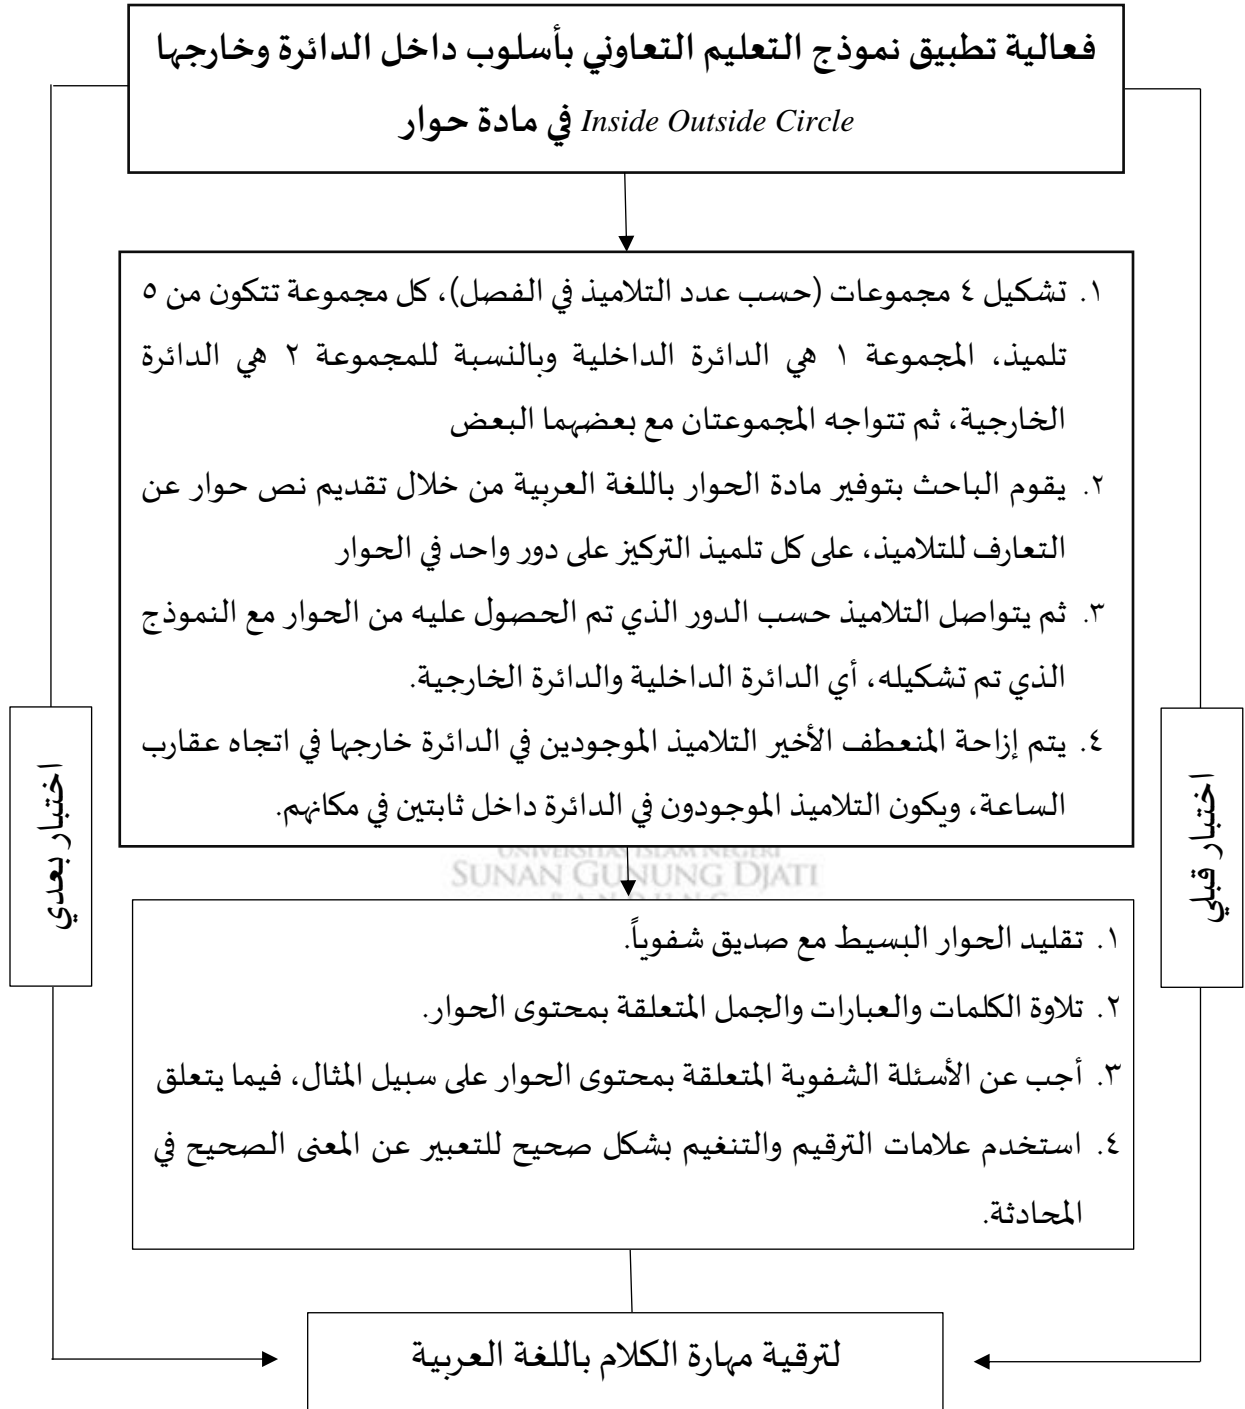 فعالية تطبيق نموذج التعليم التعاوني بأسلوب داخل الدائرة وخارجها
Inside Outside Circle في مادة حوار
١. تشكيل ٤ مجموعات (حسب عدد التلاميذ في الفصل)، كل مجموعة تتكون من ٥
تلميذ، المجموعة ١ هي الدائرة الداخلية وبالنسبة للمجموعة ٢ هي الدائرة
الخارجية، ثم تتواجه المجموعتان مع بعضهما البعض
٢. يقوم الباحث بتوفير مادة الحوار باللغة العربية من خلال تقديم نص حوار عن
التعارف للتلاميذ، على كل تلميذ التركيز على دور واحد في الحوار
٣. ثم يتواصل التلاميذ حسب الدور الذي تم الحصول عليه من الحوار مع النموذج
الذي تم تشكيله، أي الدائرة الداخلية والدائرة الخارجية.
٤. يتم إزاحة المنعطف الأخير التلاميذ الموجودين في الدائرة خارجها في اتجاه عقارب
الساعة، ويكون التلاميذ الموجودون في الدائرة داخل ثابتين في مكانهم.
اختبار قبلي
اختبار بعدي
UNIVERSITAS ISLAM NEGERI
SUNAN GUNUNG DJATI
BANDUNG
١. تقليد الحوار البسيط مع صديق شفوياً.
٢. تلاوة الكلمات والعبارات والجمل المتعلقة بمحتوى الحوار.
٣. أجب عن الأسئلة الشفوية المتعلقة بمحتوى الحوار على سبيل المثال، فيما يتعلق
٤. استخدم علامات الترقيم والتنغيم بشكل صحيح للتعبير عن المعنى الصحيح في
المحادثة.
لترقية مهارة الكلام باللغة العربية